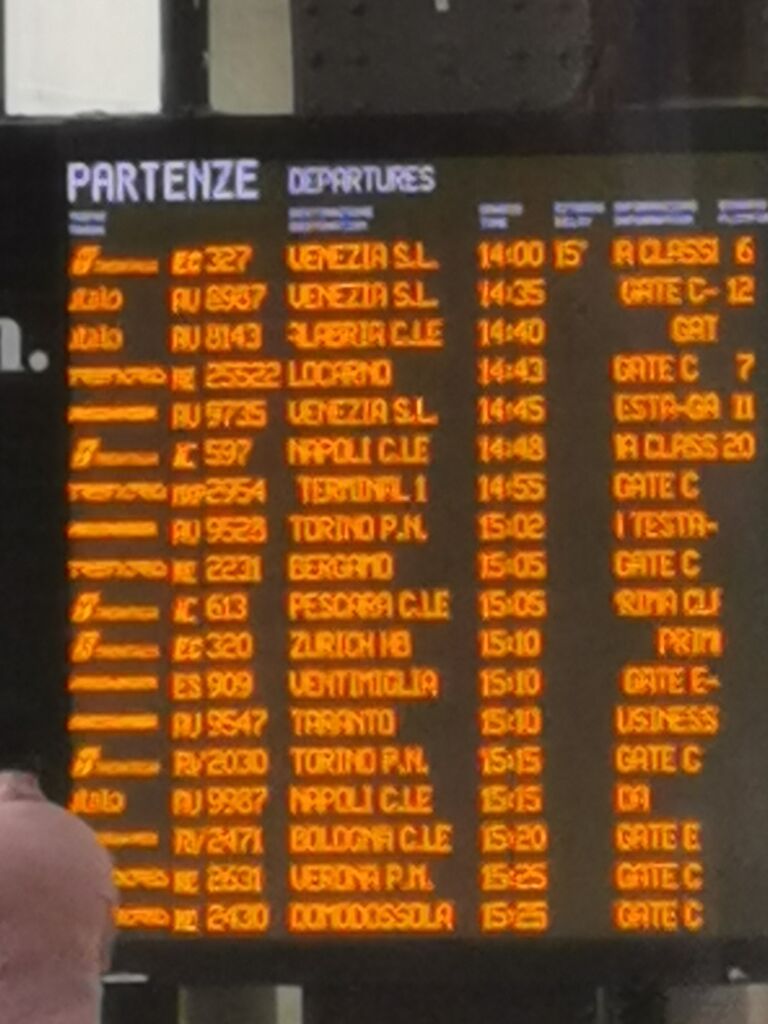 PARTENZE DEPARTURES
EC 327 VENEZIA S.L. 14:00 15' A CLASSI 6
italo AV 8987 VENEZIA S.L. 14:35 GATE C- 12
italo AV 8143 ALABRIA C.LE 14:40 GAT
RE 25522 LOCARNO 14:43 GATE C 7
AV 9735 VENEZIA S.L. 14:45 ESTA-GA 11
IC 597 NAPOLI C.LE 14:48 IA CLASS 20
2954 TERMINAL 1 14:55 GATE C
AV 9528 TORINO P.N. 15:02 I TESTA-
RE 2231 BERGAMO 15:05 GATE C
IC 613 PESCARA C.LE 15:05 RIMA CL
EC 320 ZURICH HB 15:10 PRIM
ES 909 VENTIMIGLIA 15:10 GATE E-
AV 9547 TARANTO 15:10 USINESS
RV 2030 TORINO P.N. 15:15 GATE C
italo AV 9987 NAPOLI C.LE 15:15 DA
RV 2471 BOLOGNA C.LE 15:20 GATE E
RE 2631 VERONA P.N. 15:25 GATE C
RE 2430 DOMODOSSOLA 15:25 GATE C